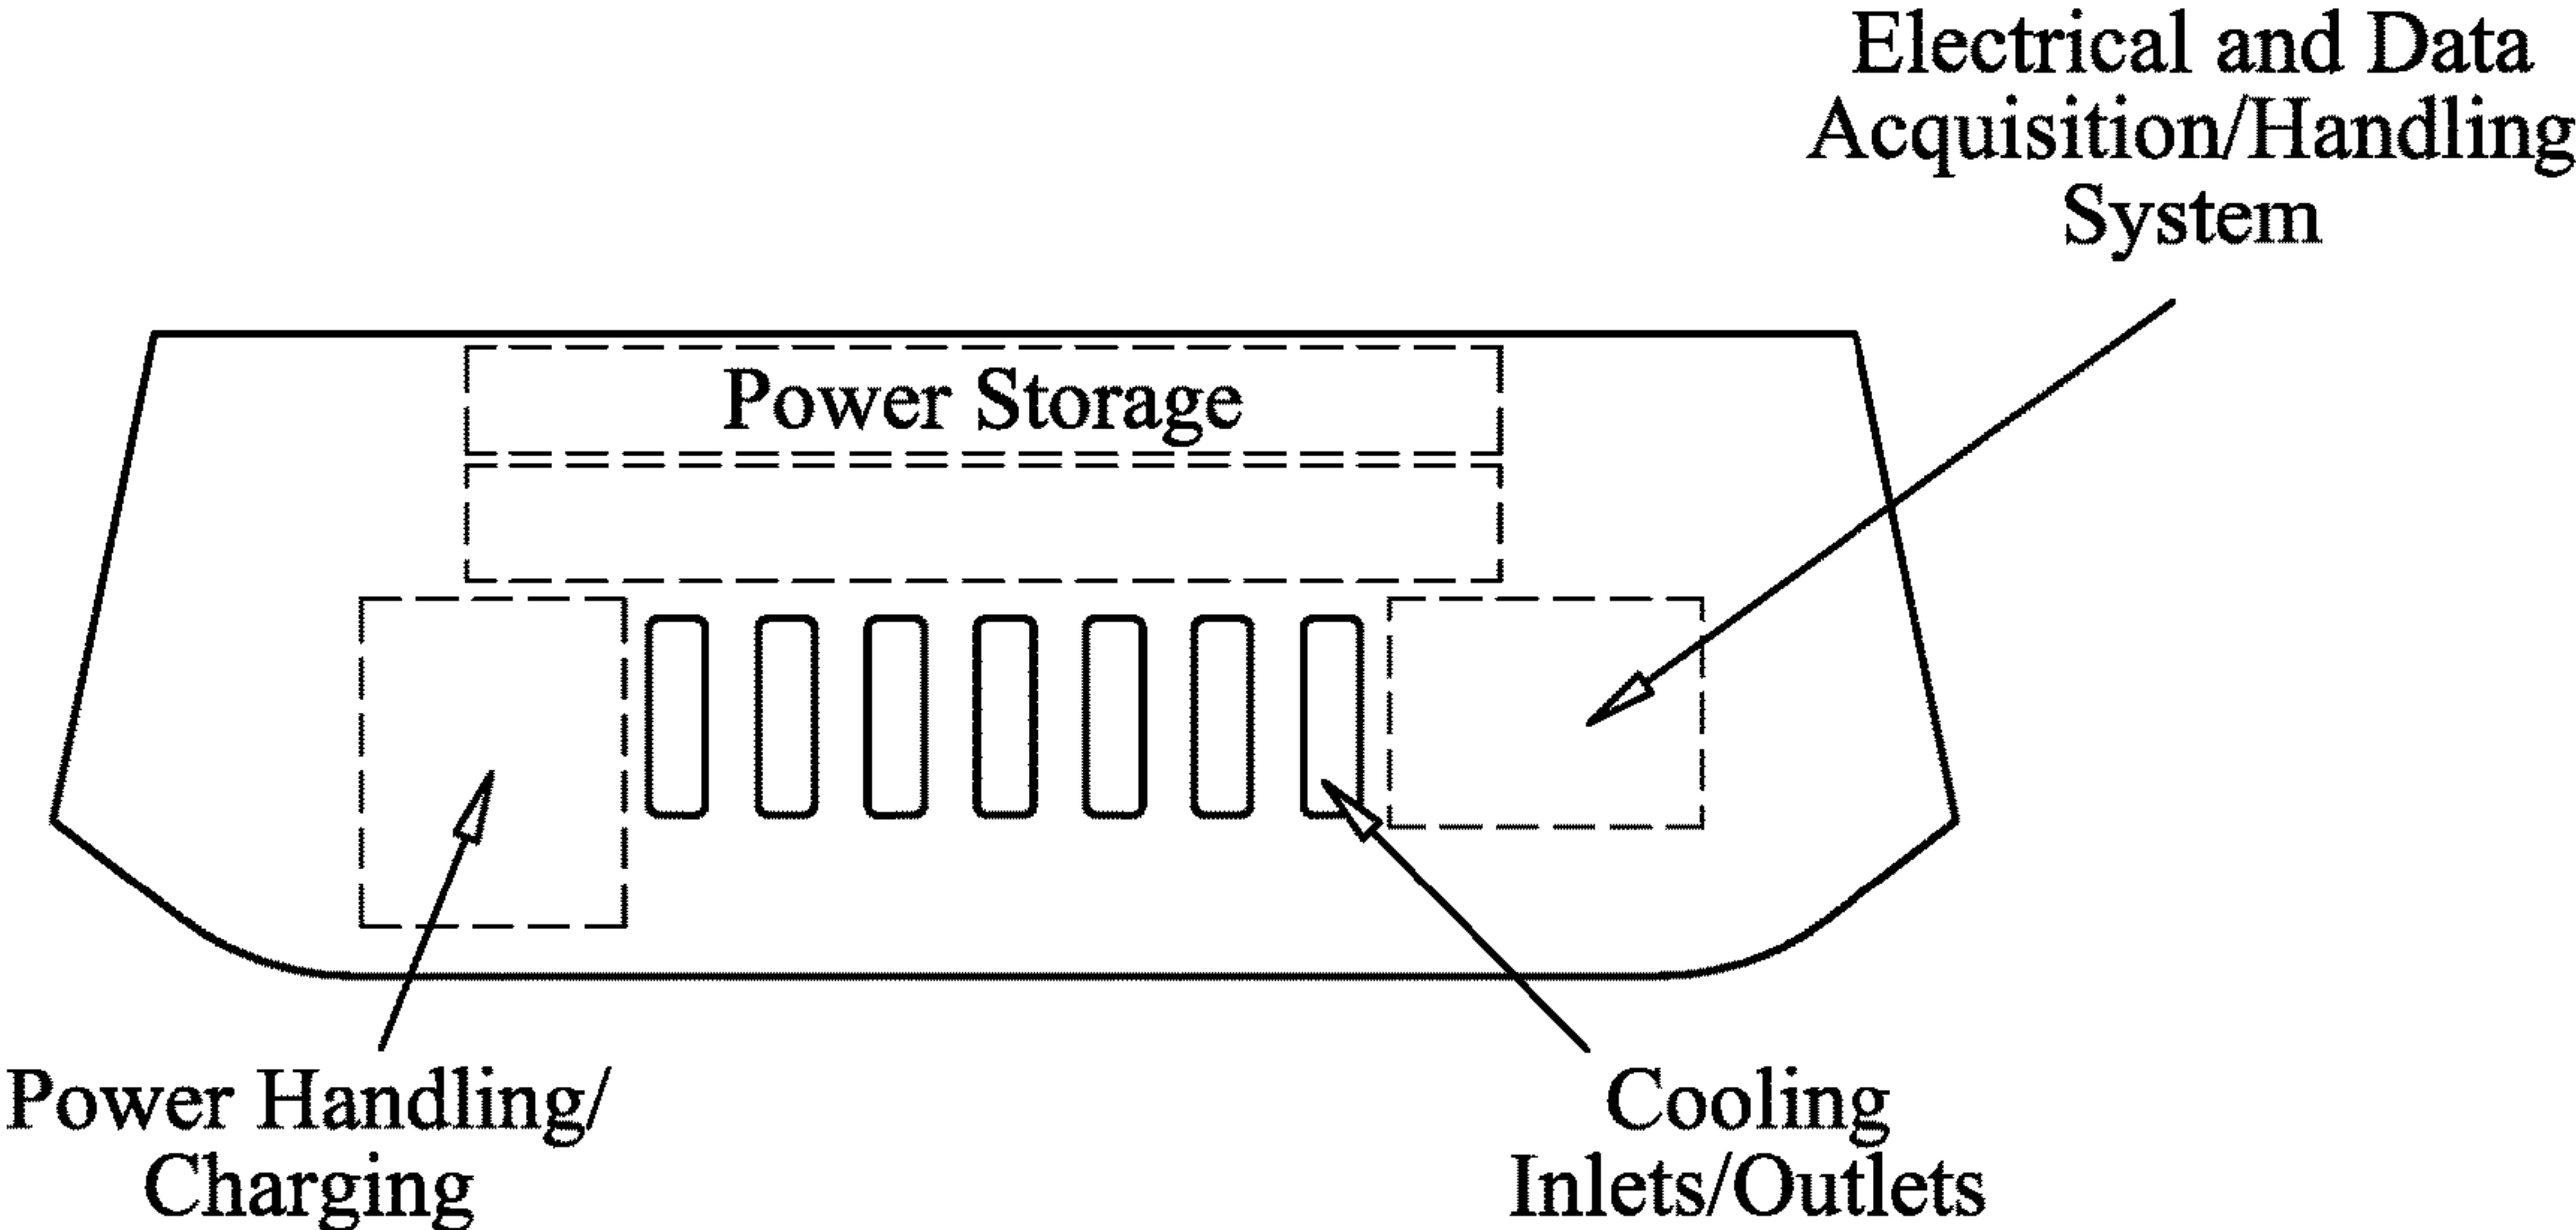 Electrical and Data
Acquisition/Handling
System
Power Storage
Power Handling/
Charging
Cooling
Inlets/Outlets